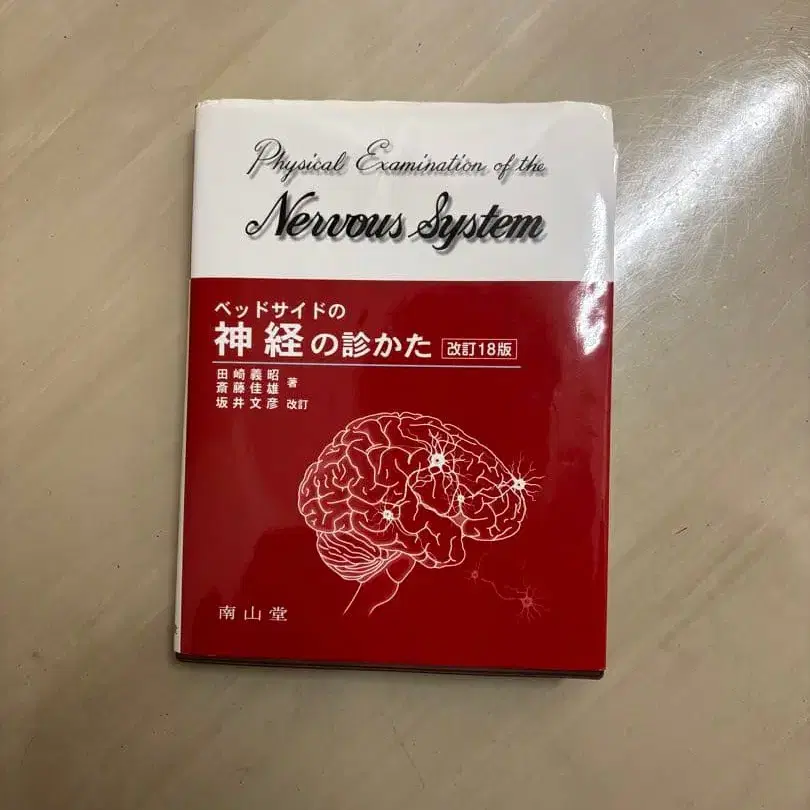 Physical Examination of the
Nervous System
ベッドサイドの
神経の診かた 改訂18版
田崎義昭
斎藤佳雄 著
坂井文彦 改訂
南山堂